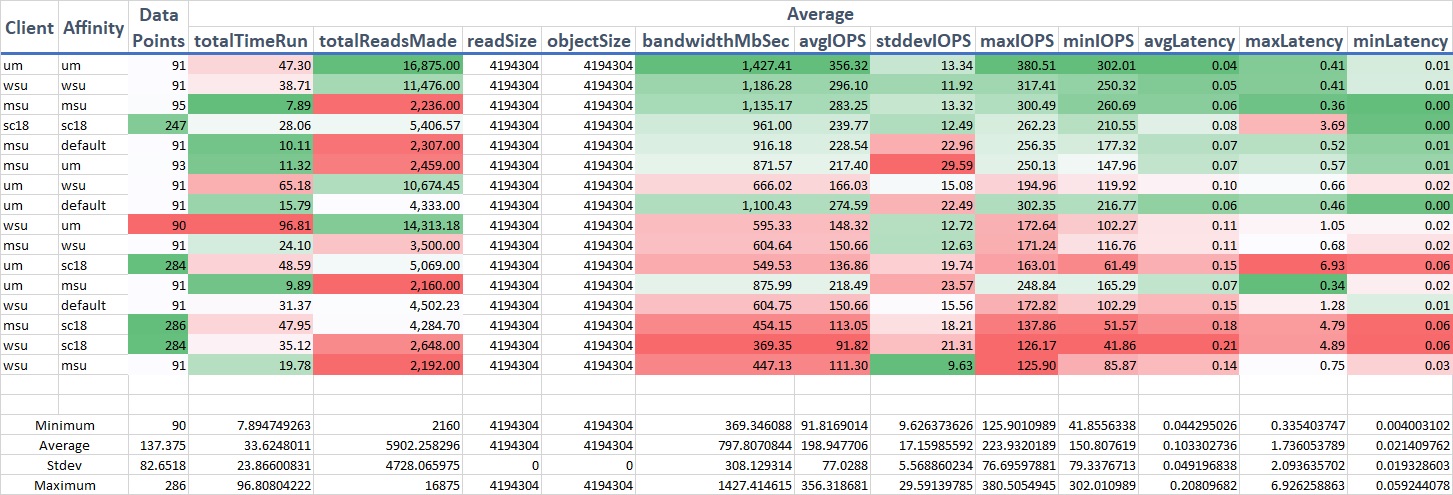 Average
Client Affinity Data Points totalTimeRun totalReadsMade readSize objectSize bandwidthMbSec avgIOPS stddevIOPS maxIOPS minIOPS avgLatency maxLatency minLatency
um um 91 47.30 16,875.00 4194304 4194304 1,427.41 356.32 13.34 380.51 302.01 0.04 0.41 0.01
wsu wsu 91 38.71 11,476.00 4194304 4194304 1,186.28 296.10 11.92 317.41 250.32 0.05 0.41 0.01
msu msu 95 7.89 2,236.00 4194304 4194304 1,135.17 283.25 13.32 300.49 260.69 0.06 0.36 0.00
sc18 sc18 247 28.06 5,406.57 4194304 4194304 961.00 239.77 12.49 262.23 210.55 0.08 3.69 0.00
msu default 91 10.11 2,307.00 4194304 4194304 916.18 228.54 22.96 256.35 177.32 0.07 0.52 0.01
msu um 93 11.32 2,459.00 4194304 4194304 871.57 217.40 29.59 250.13 147.96 0.07 0.57 0.01
um wsu 91 65.18 10,674.45 4194304 4194304 666.02 166.03 15.08 194.96 119.92 0.10 0.66 0.02
um default 91 15.79 4,333.00 4194304 4194304 1,100.43 274.59 22.49 302.35 216.77 0.06 0.46 0.00
wsu um 90 96.81 14,313.18 4194304 4194304 595.33 148.32 12.72 172.64 102.27 0.11 1.05 0.02
msu wsu 91 24.10 3,500.00 4194304 4194304 604.64 150.66 12.63 171.24 116.76 0.11 0.68 0.02
um sc18 284 48.59 5,069.00 4194304 4194304 549.53 136.86 19.74 163.01 61.49 0.15 6.93 0.06
um msu 91 9.89 2,160.00 4194304 4194304 875.99 218.49 23.57 248.84 165.29 0.07 0.34 0.02
wsu default 91 31.37 4,502.23 4194304 4194304 604.75 150.66 15.56 172.82 102.29 0.15 1.28 0.01
msu sc18 286 47.95 4,284.70 4194304 4194304 454.15 113.05 18.21 137.86 51.57 0.18 4.79 0.06
wsu sc18 284 35.12 2,648.00 4194304 4194304 369.35 91.82 21.31 126.17 41.86 0.21 4.89 0.06
wsu msu 91 19.78 2,192.00 4194304 4194304 447.13 111.30 9.63 125.90 85.87 0.14 0.75 0.03
Minimum 90 7.894749263 2160 4194304 4194304 369.346088 91.8169014 9.626373626 125.9010989 41.8556338 0.044295026 0.335403747 0.004003102
Average 137.375 33.6248011 5902.258296 4194304 4194304 797.8070844 198.947706 17.15985592 223.9320189 150.807619 0.103302736 1.736053789 0.021409762
Stdev 82.6518 23.86600831 4728.065975 0 0 308.129314 77.0288 5.568860234 76.69597881 79.3376713 0.049196838 2.093635702 0.019328603
Maximum 286 96.80804222 16875 4194304 4194304 1427.414615 356.318681 29.59139785 380.5054945 302.010989 0.20809682 6.926258863 0.059244078